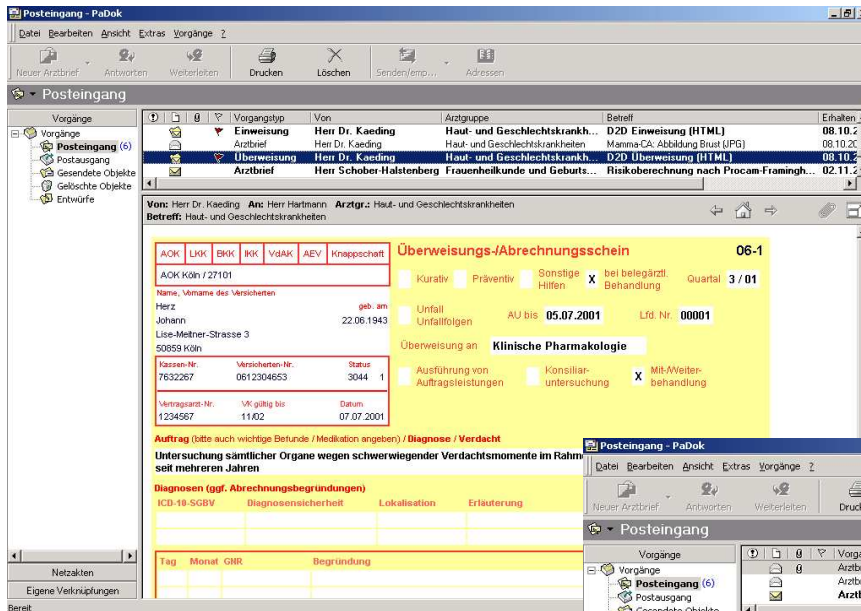 Posteingang - PaDok
Datei Bearbeiten Ansicht Extras Vorgänge ?
Neuer Arztbrief Antworten Weiterleiten Drucken Löschen Senden/emp... Adressen
Posteingang
Vorgänge
Vorgänge
Posteingang (6)
Postausgang
Gesendete Objekte
Gelöschte Objekte
Entwürfe
Netzakten
Eigene Verknüpfungen
Bereit
Vorgangstyp Von Arztgruppe Betreff Erhalten
Einweisung Herr Dr. Kaeding Haut- und Geschlechtskrankh... D2D Einweisung (HTML) 08.10.2
Arztbrief Herr Dr. Kaeding Haut- und Geschlechtskrankheiten Mamma-CA: Abbildung Brust (JPG) 08.10.20
Überweisung Herr Dr. Kaeding Haut- und Geschlechtskrankh... D2D Überweisung (HTML) 08.10.2
Arztbrief Herr Schober-Halstenberg Frauenheilkunde und Geburts... Risikoberechnung nach Procam-Framingh... 02.11.2
Von: Herr Dr. Kaeding An: Herr Hartmann Arztgr.: Haut- und Geschlechtskrankheiten
Betreff: Haut- und Geschlechtskrankheiten
AOK LKK BKK IKK VdAK AEV Knappschaft
AOK Köln / 27101
Name, Vorname des Versicherten
Herz geb. am
Johann 22.06.1943
Lise-Meitner-Strasse 3
50859 Köln
Kassen-Nr. Versicherten-Nr. Status
7632267 0612304653 3044 1
Vertragsarzt-Nr. VK gültig bis Datum
1234567 11/02 07.07.2001
Überweisungs-/Abrechnungsschein 06-1
Kurativ Präventiv Sonstige Hilfen X bei belegärztl. Behandlung Quartal 3 / 01
Unfall Unfallfolgen AU bis 05.07.2001 Lfd. Nr. 00001
Überweisung an Klinische Pharmakologie
Ausführung von Auftragsleistungen Konsiliar-untersuchung X Mit-/Weiter-behandlung
Auftrag (bitte auch wichtige Befunde / Medikation angeben) / Diagnose / Verdacht
Untersuchung sämtlicher Organe wegen schwerwiegender Verdachtsmomente im Rahm
seit mehreren Jahren
Diagnosen (ggf. Abrechnungsbegründungen)
ICD-10-SGBV Diagnosensicherheit Lokalisation Erläuterung
Tag Monat GNR Begründung
Posteingang - PaDok
Datei Bearbeiten Ansicht Extras Vorgänge ?
Neuer Arztbrief Antworten Weiterleiten Druck
Posteingang
Vorgänge
Vorgänge
Posteingang (6)
Postausgang
Gesendete Objekte
Vorga
Arztb
Arztb
Arztb